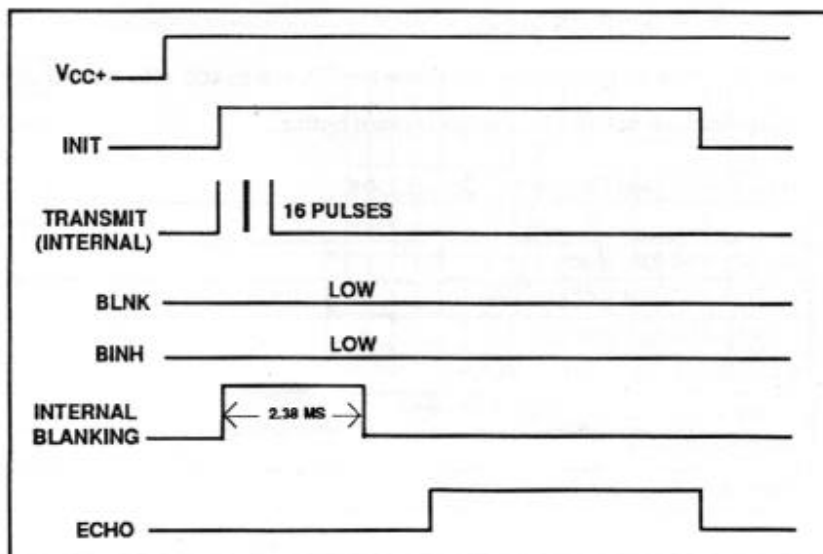 VCC+
INIT
16 PULSES
TRANSMIT
(INTERNAL)
LOW
BLNK
LOW
BINH
INTERNAL
BLANKING
2.38 MS
ECHO